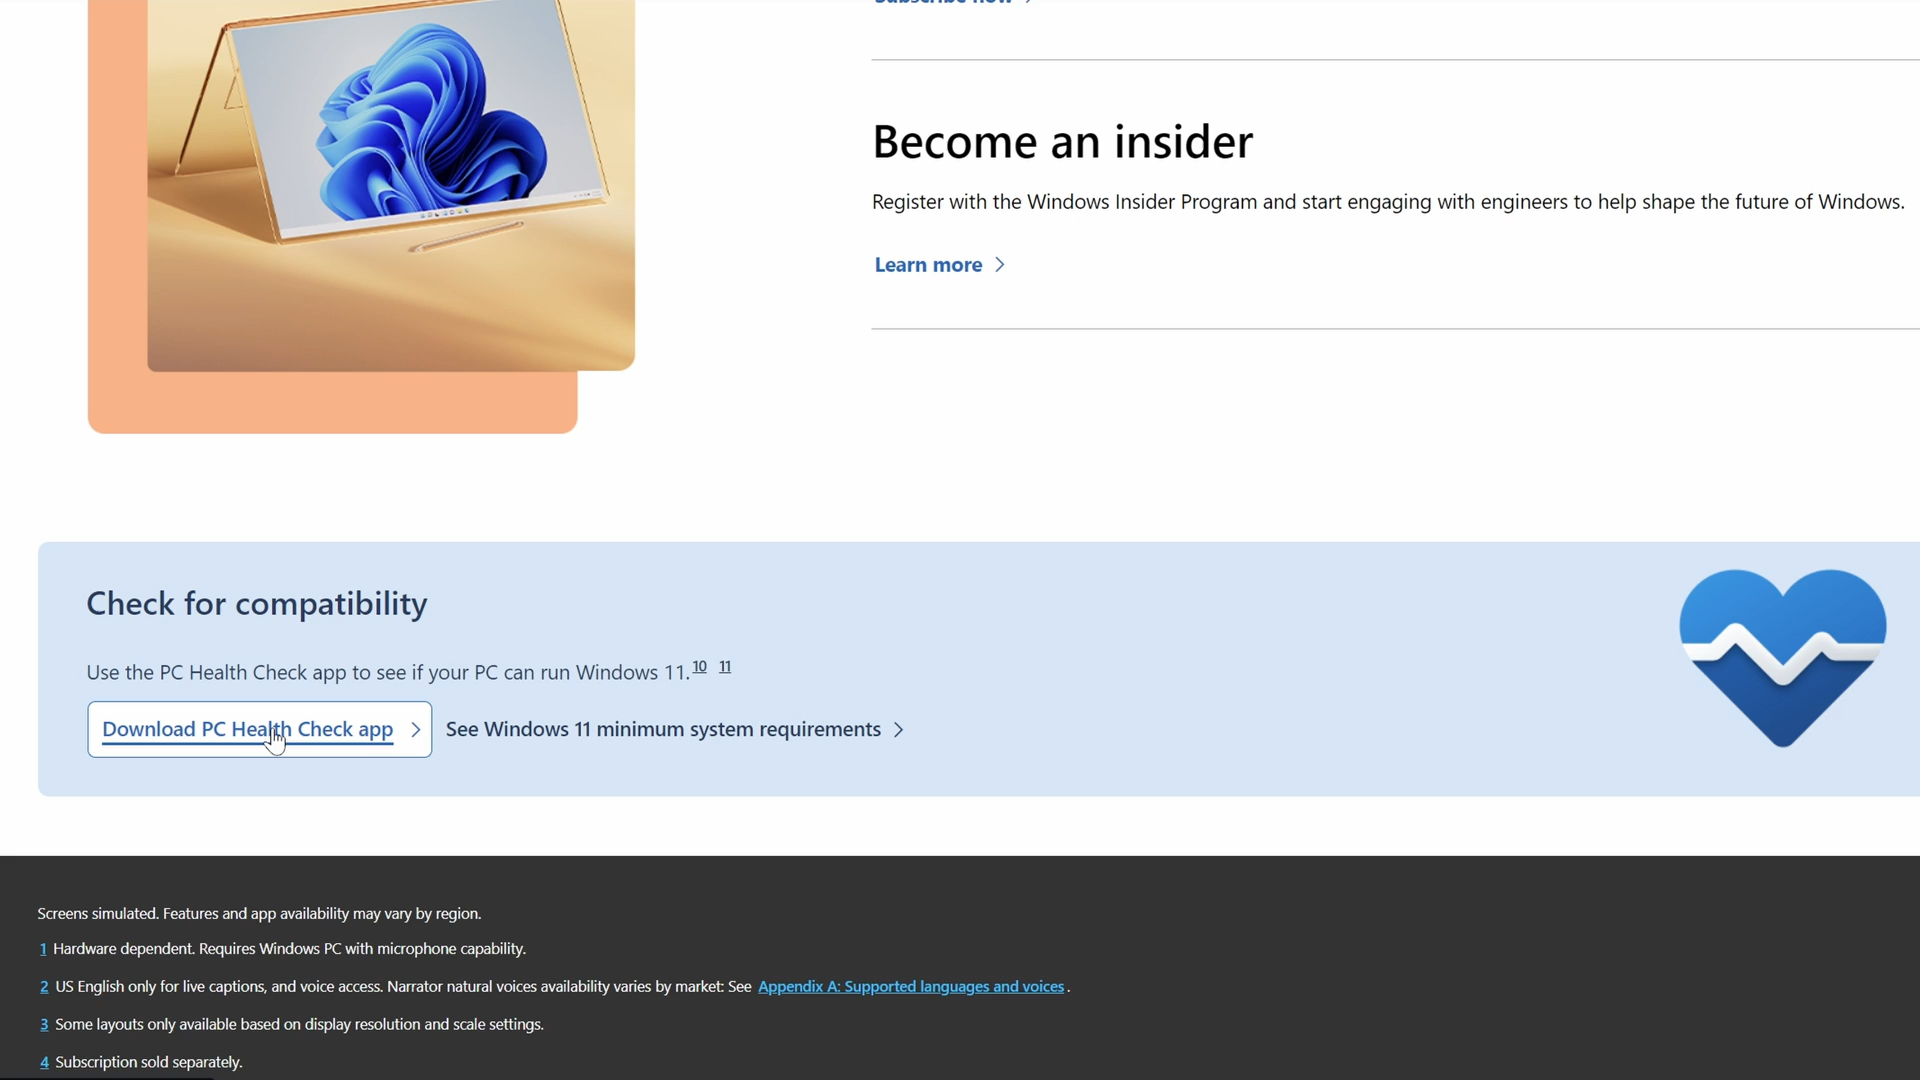 Subscribe now
Become an insider
Register with the Windows Insider Program and start engaging with engineers to help shape the future of Windows.
Learn more
Check for compatibility
Use the PC Health Check app to see if your PC can run Windows 11.10 11
Download PC Health Check app
See Windows 11 minimum system requirements
Screens simulated. Features and app availability may vary by region.
1 Hardware dependent. Requires Windows PC with microphone capability.
2 US English only for live captions, and voice access. Narrator natural voices availability varies by market: See Appendix A: Supported languages and voices.
3 Some layouts only available based on display resolution and scale settings.
4 Subscription sold separately.